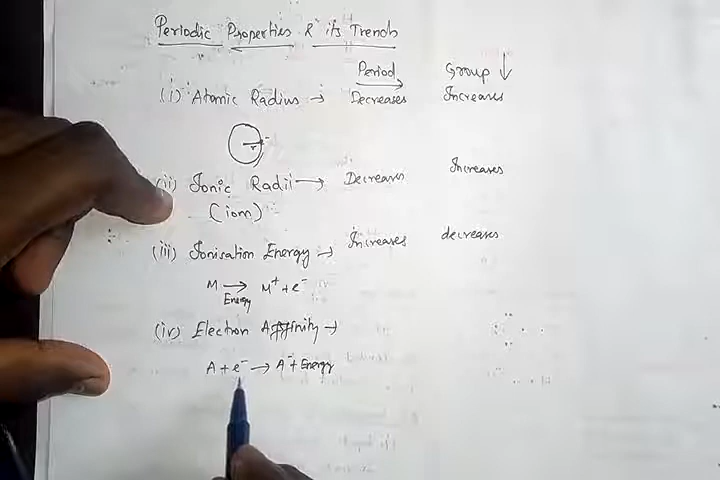 Periodic Properties & its Trends
Period Group ↓
(i) Atomic Radius → Decreases Increases
r e-
(ii) Ionic Radii → Decreases Increases
(ion)
(iii) Ionisation Energy → Increases decreases
M → M⁺ + e⁻
Energy
(iv) Electron Affinity →
A + e⁻ → A⁻ + Energy